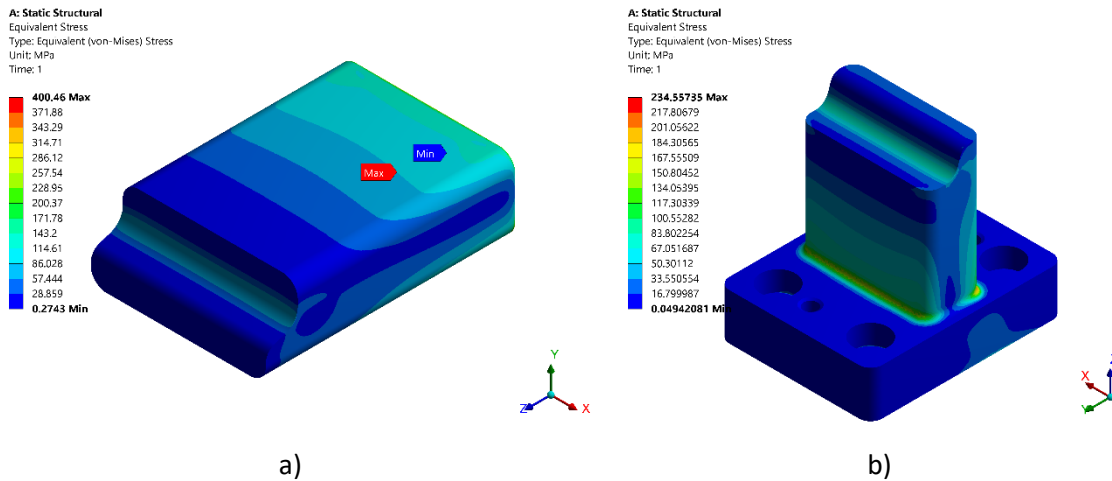 A: Static Structural
Equivalent Stress
Type: Equivalent (von-Mises) Stress
Unit: MPa
Time: 1
400.46 Max
371.88
343.29
314.71
286.12
257.54
228.95
200.37
171.78
143.2
114.61
86.028
57.444
28.859
0.2743 Min
Min
Max
Y
Z
X
a)
A: Static Structural
Equivalent Stress
Type: Equivalent (von-Mises) Stress
Unit: MPa
Time: 1
234.55735 Max
217.80679
201.05622
184.30565
167.55509
150.80452
134.05395
117.30339
100.55282
83.802254
67.051687
50.30112
33.550554
16.799987
0.04942081
X
Y
Z
b)